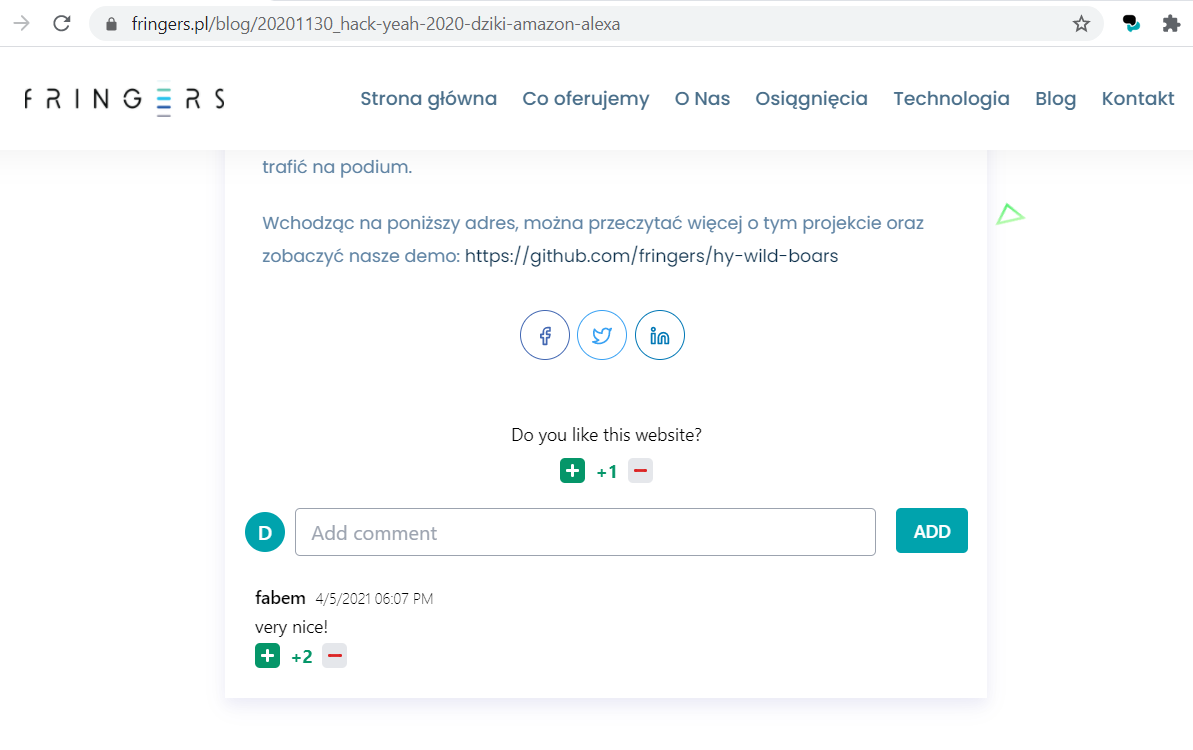 fringers.pl/blog/20201130_hack-yeah-2020-dziki-amazon-alexa
FRINGERS
Strona główna Co oferujemy O Nas Osiągnięcia Technologia Blog Kontakt
trafić na podium.
Wchodząc na poniższy adres, można przeczytać więcej o tym projekcie oraz
zobaczyć nasze demo: https://github.com/fringers/hy-wild-boars
Do you like this website?
+1
D Add comment ADD
fabem 4/5/2021 06:07 PM
very nice!
+2